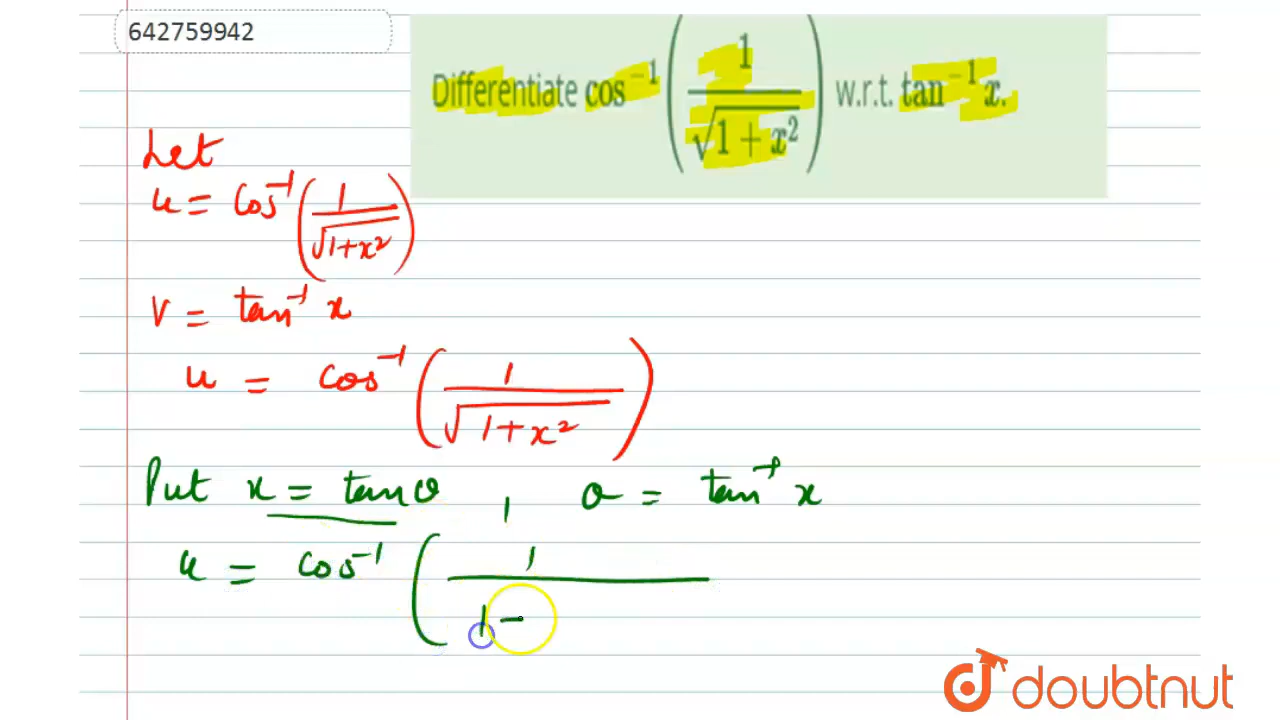 642759942
Differentiate cos⁻¹(1/√(1+x²)) w.r.t. tan⁻¹ x.
Let
u = cos⁻¹(1/√(1+x²))
v = tan⁻¹ x
u = cos⁻¹(1/√(1+x²))
Put x = tanθ , θ = tan⁻¹ x
u = cos⁻¹(1/1-
doubtnut